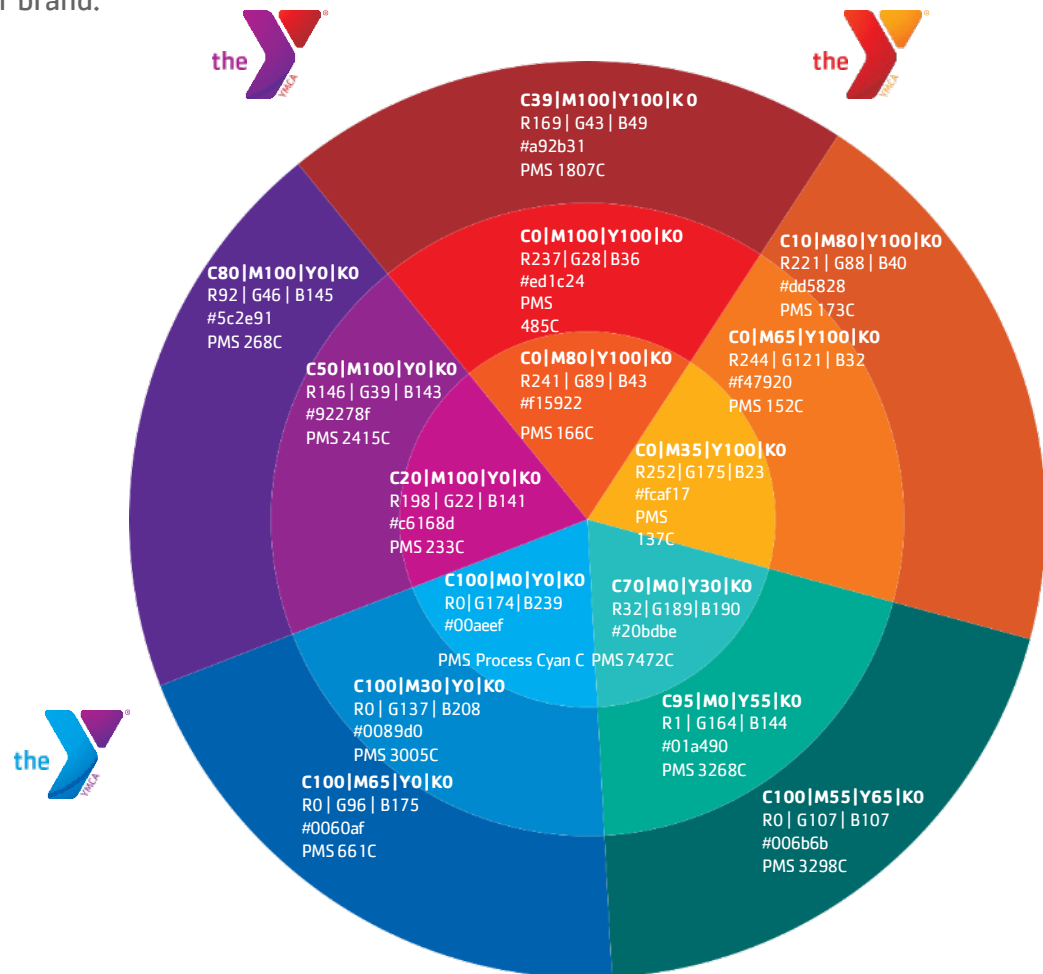 r brand.
the
YMCA
®
the
YMCA
®
C39|M100|Y100|K0
R169| G43| B49
#a92b31
PMS 1807C
C0|M100|Y100|K0
R237|G28|B36
#ed1c24
PMS
485C
C10|M80|Y100|K0
R221| G88| B40
#dd5828
PMS 173C
C80|M100|Y0|K0
R92| G46| B145
#5c2e91
PMS 268C
C0|M65|Y100|K0
R244| G121| B32
#f47920
PMS 152C
C0|M80|Y100|K0
R241| G89| B43
#f15922
PMS 166C
C50|M100|Y0|K0
R146| G39| B143
#92278f
PMS 2415C
C0|M35|Y100|K0
R252|G175|B23
#fcaf17
PMS
137C
C20|M100|Y0|K0
R198| G22| B141
#c6168d
PMS 233C
C100|M0|Y0|K0
R0|G174|B239
#00aeef
PMS Process Cyan C
C70|M0|Y30|K0
R32|G189|B190
#20bdbe
PMS7472C
C100|M30|Y0|K0
R0| G137| B208
#0089d0
PMS 3005C
C95|M0|Y55|K0
R1| G164| B144
#01a490
PMS 3268C
the
YMCA
®
C100|M65|Y0|K0
R0| G96| B175
#0060af
PMS 661C
C100|M55|Y65|K0
R0| G107| B107
#006b6b
PMS 3298C